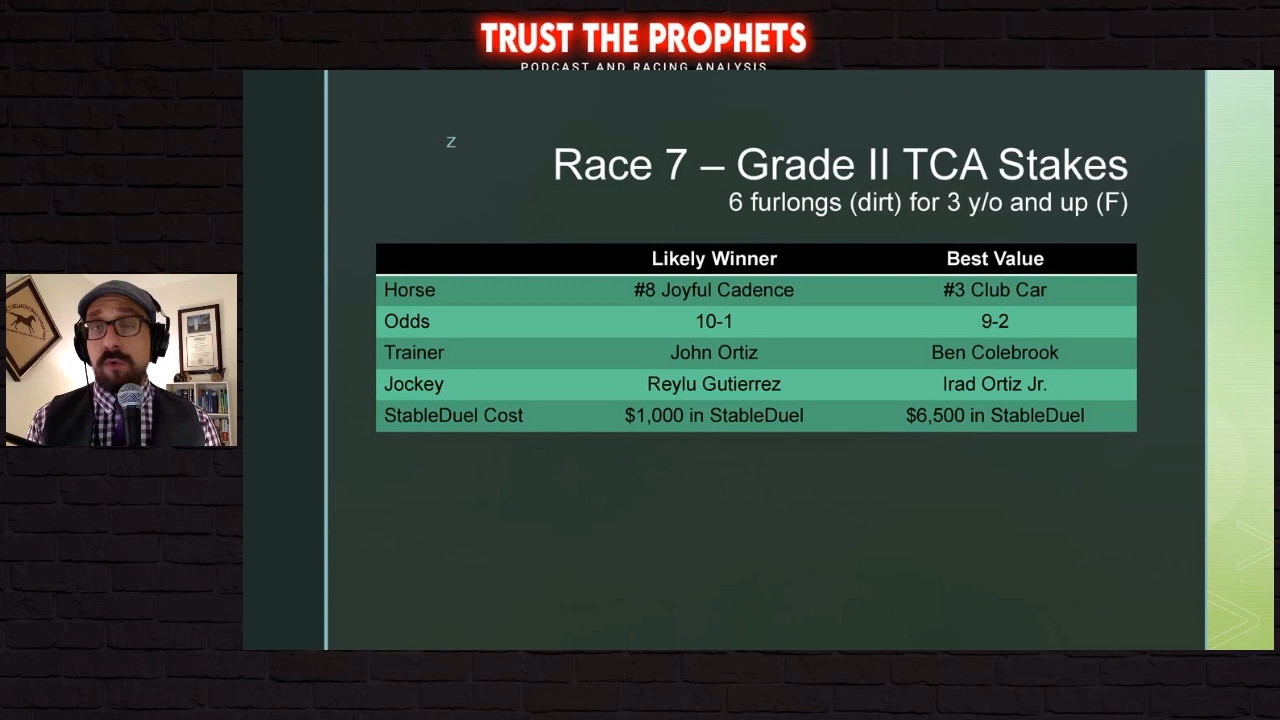 TRUST THE PROPHETS
PODCAST AND RACING ANALYSIS
z
Race 7 – Grade II TCA Stakes
6 furlongs (dirt) for 3 y/o and up (F)
Likely Winner Best Value
Horse #8 Joyful Cadence #3 Club Car
Odds 10-1 9-2
Trainer John Ortiz Ben Colebrook
Jockey Reylu Gutierrez Irad Ortiz Jr.
StableDuel Cost $1,000 in StableDuel $6,500 in StableDuel